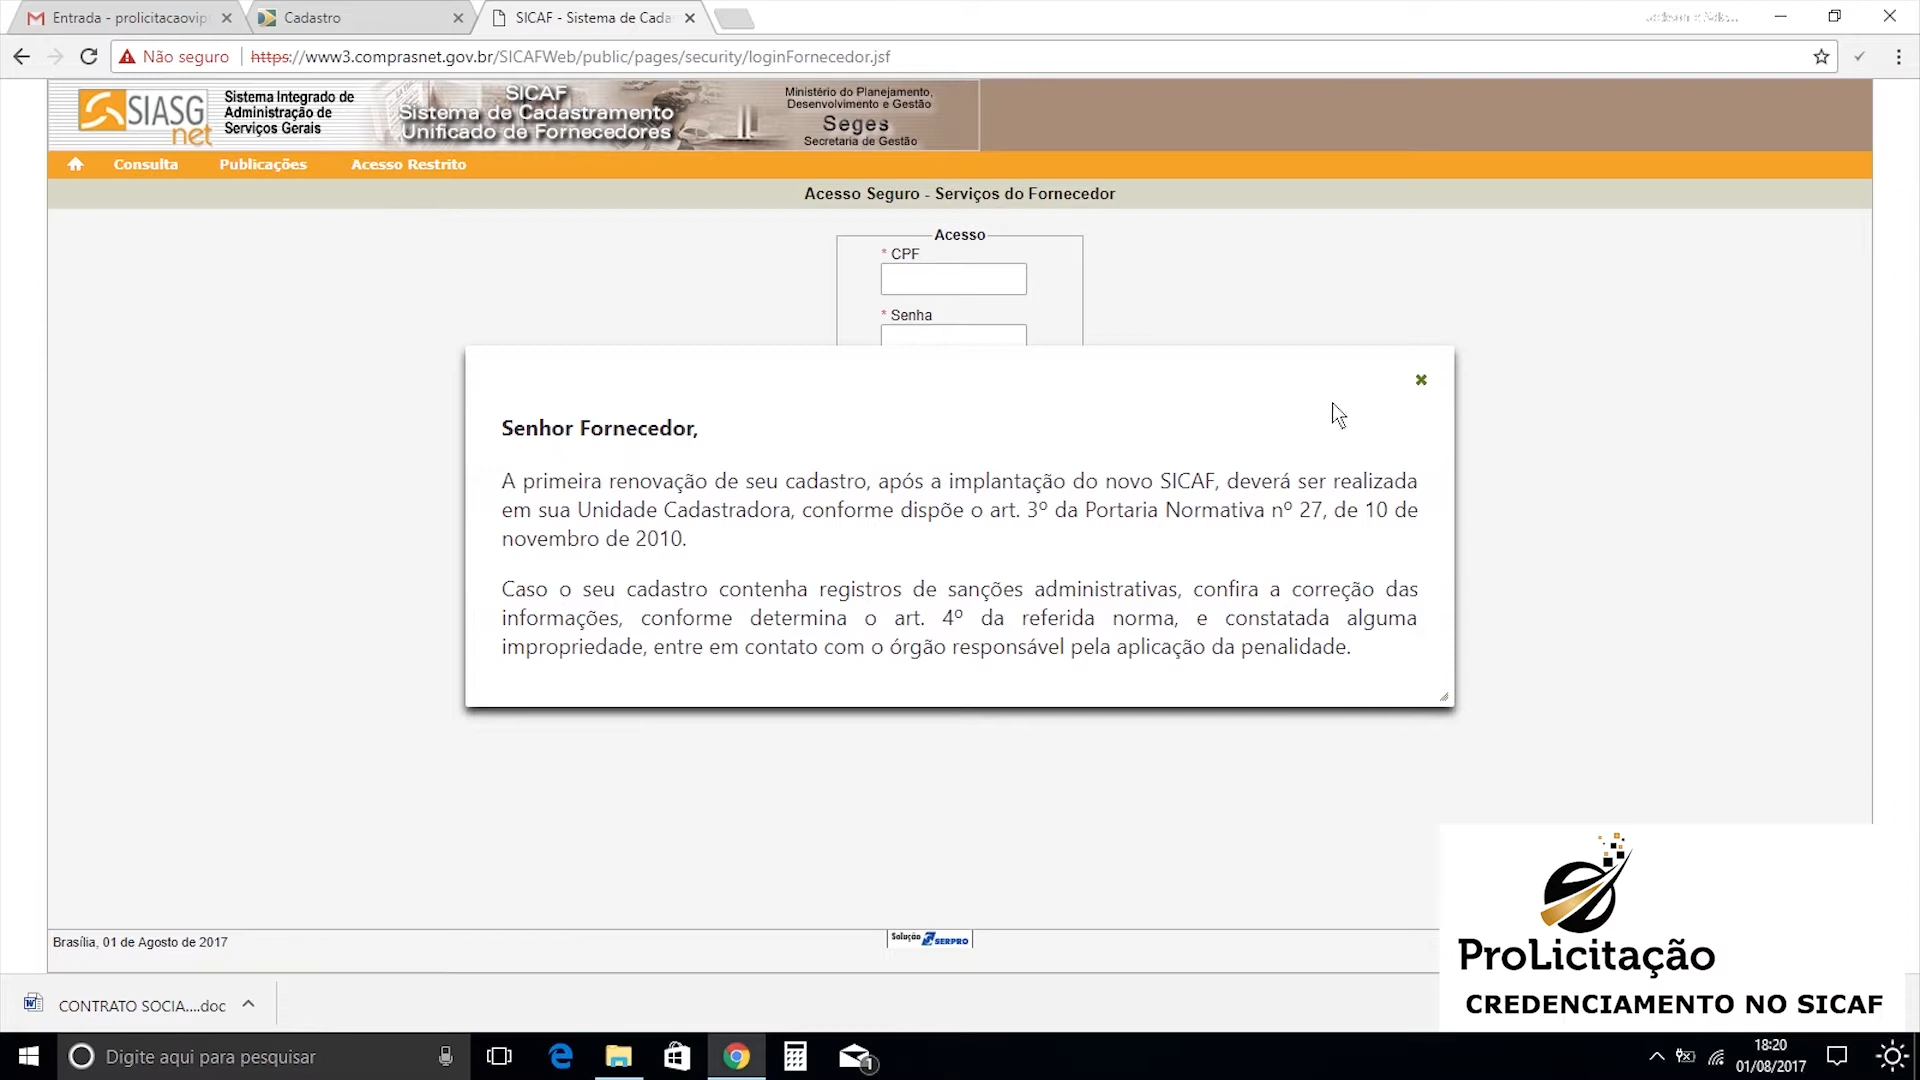 Entrada - prolicitacaovip
Cadastro
SICAF - Sistema de Cada
Não seguro
https://www3.comprasnet.gov.br/SICAFWeb/public/pages/security/loginFornecedor.jsf
SIASG
net
Sistema Integrado de
Administração de
Serviços Gerais
SICAF
Sistema de Cadastramento
Unificado de Fornecedores
Ministério do Planejamento,
Desenvolvimento e Gestão
Seges
Secretaria de Gestão
Consulta
Publicações
Acesso Restrito
Acesso Seguro - Serviços do Fornecedor
Acesso
* CPF
* Senha
Senhor Fornecedor,
A primeira renovação de seu cadastro, após a implantação do novo SICAF, deverá ser realizada
em sua Unidade Cadastradora, conforme dispõe o art. 3º da Portaria Normativa nº 27, de 10 de
novembro de 2010.
Caso o seu cadastro contenha registros de sanções administrativas, confira a correção das
informações, conforme determina o art. 4º da referida norma, e constatada alguma
impropriedade, entre em contato com o órgão responsável pela aplicação da penalidade.
Brasília, 01 de Agosto de 2017
Solução SERPRO
ProLicitação
CREDENCIAMENTO NO SICAF
CONTRATO SOCIA....doc
Digite aqui para pesquisar
1
18:20
01/08/2017